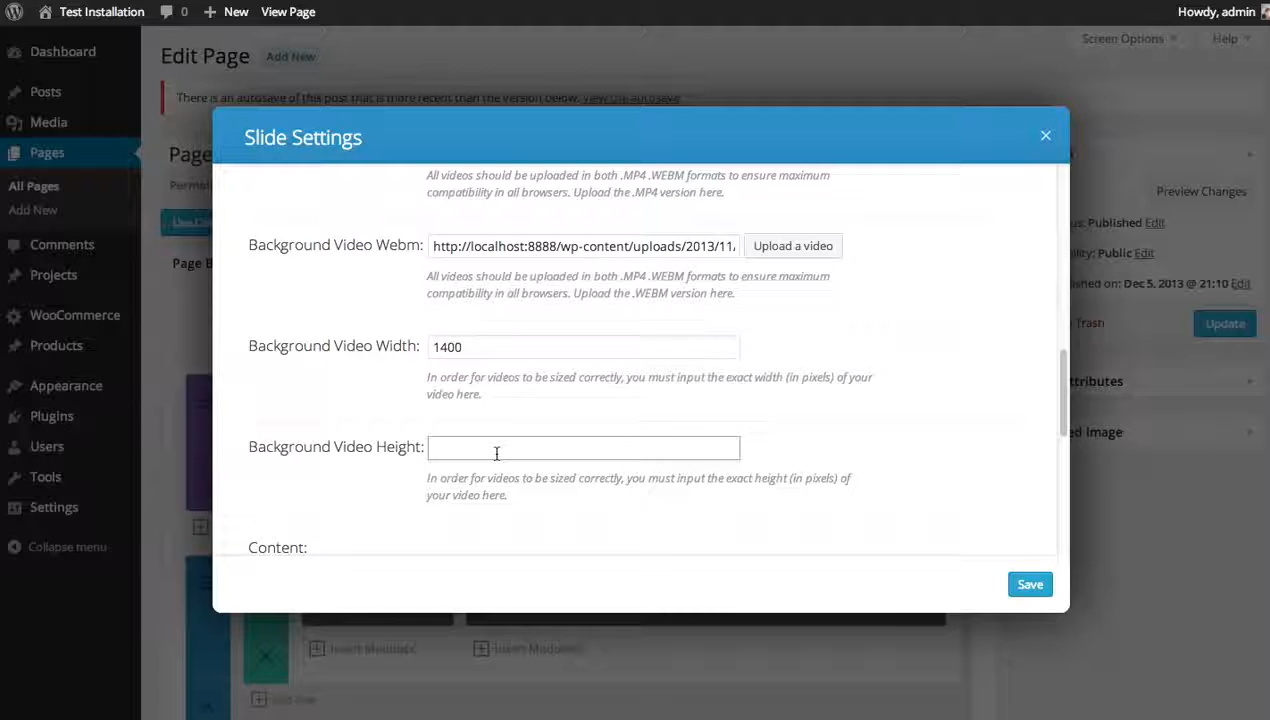 Test Installation 0 New View Page Howdy, admin
Dashboard
Posts
Media
Pages
All Pages
Add New
Comments
Projects
WooCommerce
Products
Appearance
Plugins
Users
Tools
Settings
Collapse menu
Edit Page Add New
Screen Options Help
There is an autosave of this post that is more recent than the version below. View the autosave
Slide Settings
All videos should be uploaded in both .MP4 .WEBM formats to ensure maximum
compatibility in all browsers. Upload the .MP4 version here.
Background Video Webm: http://localhost:8888/wp-content/uploads/2013/11/ Upload a video
All videos should be uploaded in both .MP4 .WEBM formats to ensure maximum
compatibility in all browsers. Upload the .WEBM version here.
Background Video Width: 1400
In order for videos to be sized correctly, you must input the exact width (in pixels) of your
video here.
Background Video Height:
In order for videos to be sized correctly, you must input the exact height (in pixels) of
your video here.
Content:
Save
Preview Changes
us: Published Edit
ility: Public Edit
shed on: Dec 5, 2013 @ 21:10 Edit
Trash Update
ttributes
ed Image
Page
Permal
Page B
Insert Module(s) Insert Module(s)
Add Row